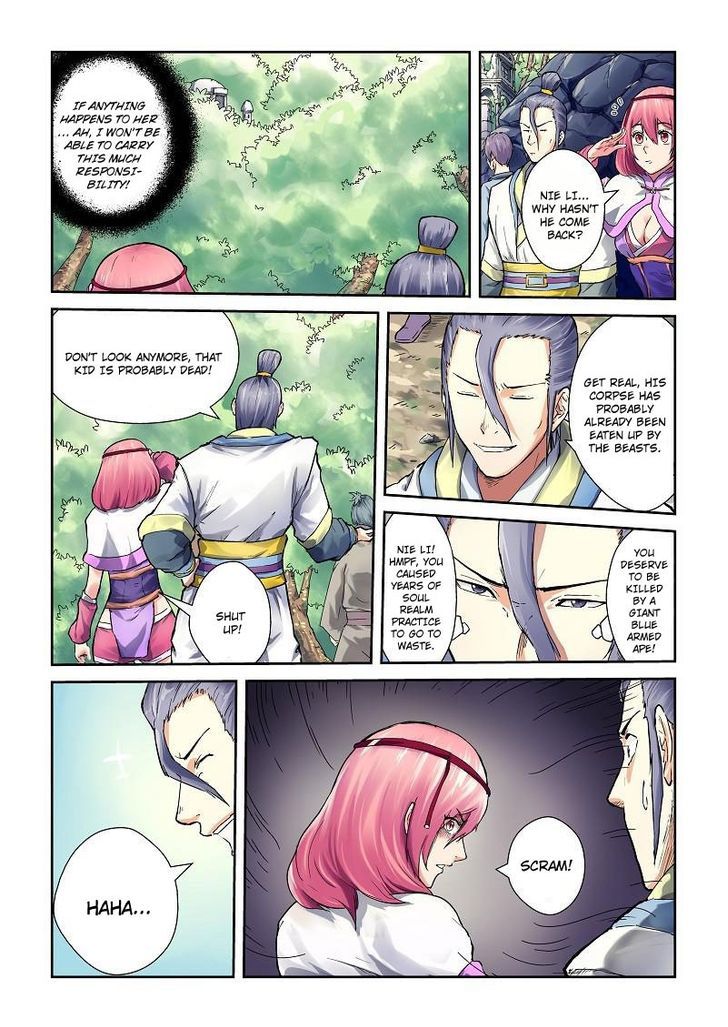 IF ANYTHING
HAPPENS TO HER
... AH, I WON'T BE
ABLE TO CARRY
THIS MUCH
RESPONSI-
BILITY!
NIE LI...
WHY HASN'T
HE COME
BACK?
DON'T LOOK ANYMORE, THAT
KID IS PROBABLY DEAD!
SHUT
UP!
GET REAL, HIS
CORPSE HAS
PROBABLY
ALREADY BEEN
EATEN UP BY
THE BEASTS.
NIE LI!
HMPF, YOU
CAUSED
YEARS OF
SOUL
REALM
PRACTICE
TO GO TO
WASTE.
YOU
DESERVE
TO BE
KILLED
BY A
GIANT
BLUE
ARMED
APE!
HAHA...
SCRAM!